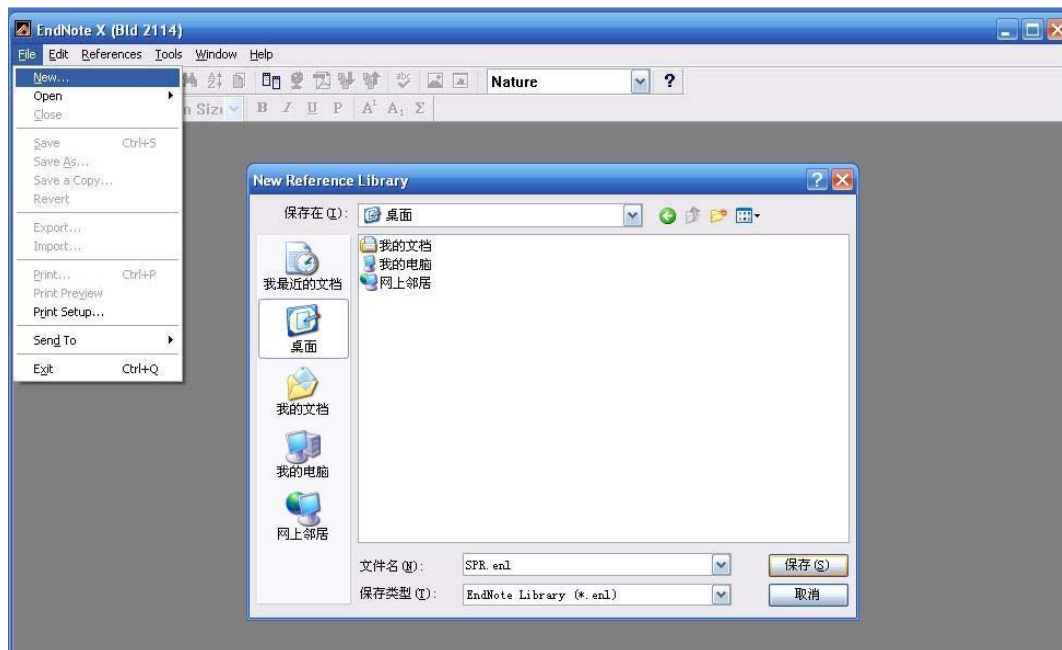 EndNote X (Bld 2114)
File Edit References Tools Window Help
New...
Nature
?
Open
n Siz
B I U P A¹ A₁ Σ
Close
Save Ctrl+S
Save As...
Save a Copy...
Revert
Export...
Import...
Print... Ctrl+P
Print Preview
Print Setup...
Send To
Exit Ctrl+Q
New Reference Library
保存在(I):
桌面
我的文档
我的电脑
网上邻居
我最近的文档
桌面
我的文档
我的电脑
网上邻居
文件名(N):
SPR.enl
保存(S)
保存类型(T):
EndNote Library (*.enl)
取消